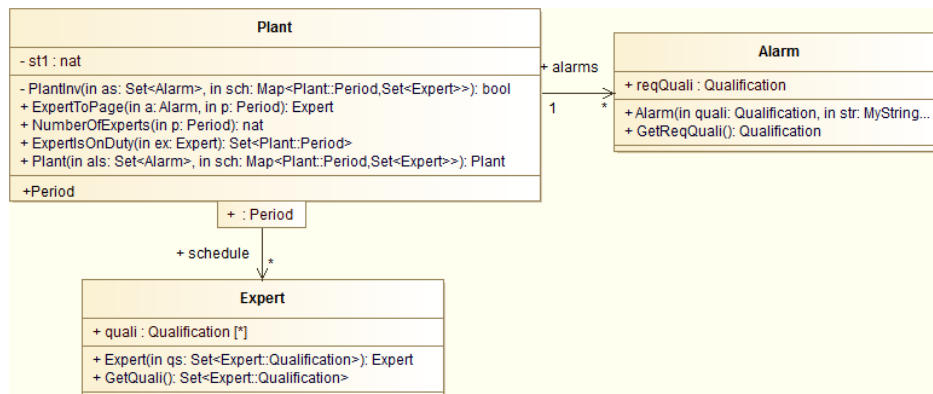 Plant
- st1 : nat
- PlantInv(in as: Set<Alarm>, in sch: Map<Plant::Period,Set<Expert>>): bool
+ ExpertToPage(in a: Alarm, in p: Period): Expert
+ NumberOfExperts(in p: Period): nat
+ ExpertIsOnDuty(in ex: Expert): Set<Plant::Period>
+ Plant(in als: Set<Alarm>, in sch: Map<Plant::Period,Set<Expert>>): Plant
+Period
+ alarms
1
*
Alarm
+ reqQuali : Qualification
+ Alarm(in quali: Qualification, in str: MyString...
+ GetReqQuali(): Qualification
+ : Period
+ schedule
*
Expert
+ quali : Qualification [*]
+ Expert(in qs: Set<Expert::Qualification>): Expert
+ GetQuali(): Set<Expert::Qualification>